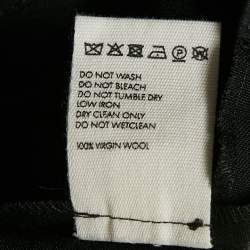 DO NOT WASH
DO NOT BLEACH
DO NOT TUMBLE DRY
LOW IRON
DRY CLEAN ONLY
DO NOT WETCLEAN
100% VIRGIN WOOL